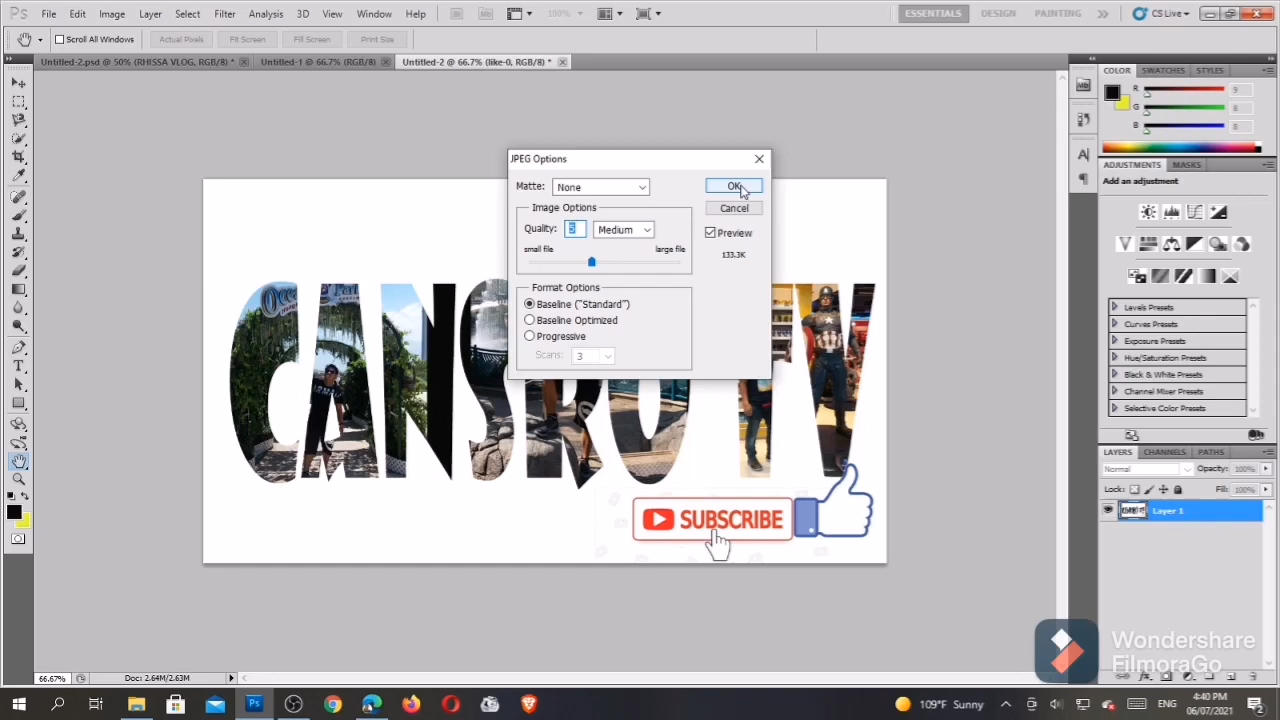 Ps
File Edit Image Layer Select Filter Analysis 3D View Window Help
Br Mb 100%
ESSENTIALS DESIGN PAINTING CS Live
Scroll All Windows Actual Pixels Fit Screen Fill Screen Print Size
Untitled-2.psd @ 50% (RHISSA VLOG, RGB/8) * Untitled-1 @ 66.7% (RGB/8) Untitled-2 @ 66.7% (like-0, RGB/8) *
COLOR SWATCHES STYLES
R 9
G 8
B 8
ADJUSTMENTS MASKS
Add an adjustment
Levels Presets
Curves Presets
Exposure Presets
Hue/Saturation Presets
Black & White Presets
Channel Mixer Presets
Selective Color Presets
LAYERS CHANNELS PATHS
Normal Opacity: 100%
Lock: Fill: 100%
Layer 1
JPEG Options
Matte: None OK
Image Options Cancel
Quality: 5 Medium Preview
small file large file 133.3K
Format Options
Baseline ("Standard")
Baseline Optimized
Progressive
Scans: 3
CANSRO TV
SUBSCRIBE
Wondershare
FilmoraGo
66.67% Doc: 2.64M/2.63M
109°F Sunny ENG 4:40 PM
06/07/2021 2